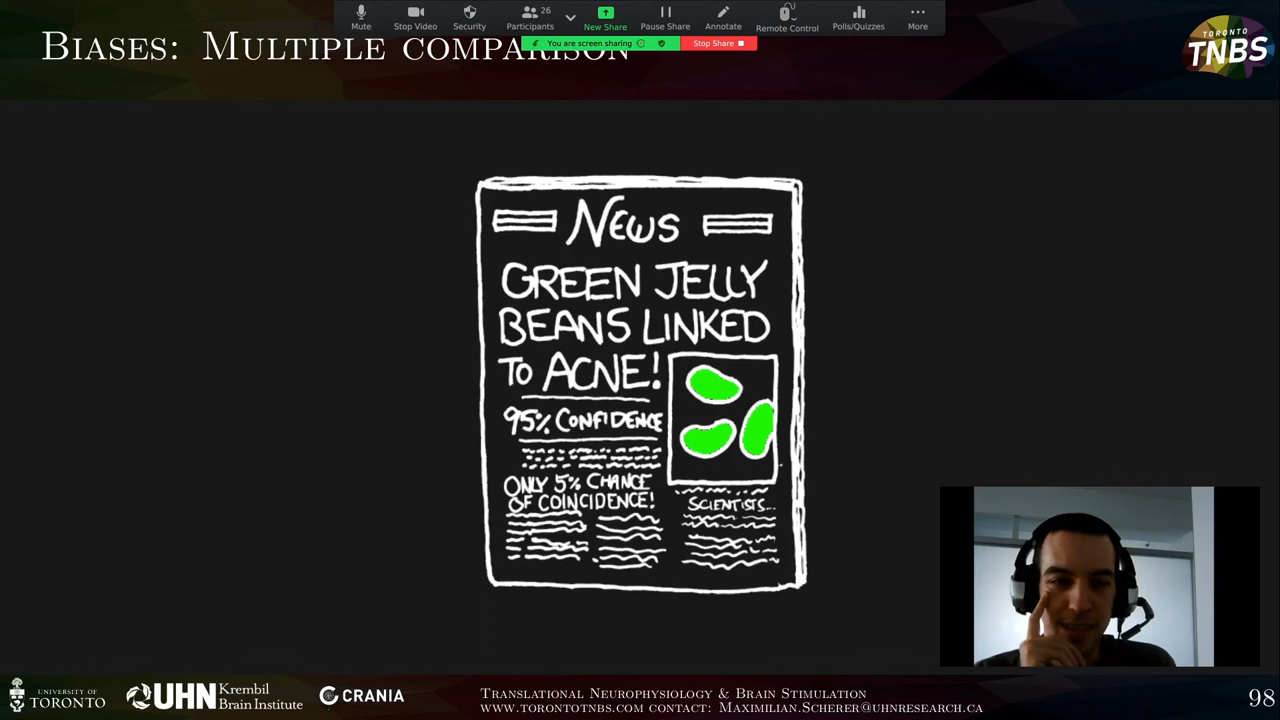 Mute
Stop Video
Security
Participants
26
New Share
Pause Share
Annotate
Remote Control
Polls/Quizzes
More
You are screen sharing
Stop Share
BIASES: MULTIPLE COMPARISON
TORONTO
TNBS
NEWS
GREEN JELLY
BEANS LINKED
TO ACNE!
95% CONFIDENCE
ONLY 5% CHANCE
OF COINCIDENCE!
SCIENTISTS...
UNIVERSITY OF
TORONTO
UHN
Krembil
Brain Institute
CRANIA
TRANSLATIONAL NEUROPHYSIOLOGY & BRAIN STIMULATION
WWW.TORONTOTNBS.COM CONTACT: MAXIMILIAN.SCHERER@UHNRESEARCH.CA
98